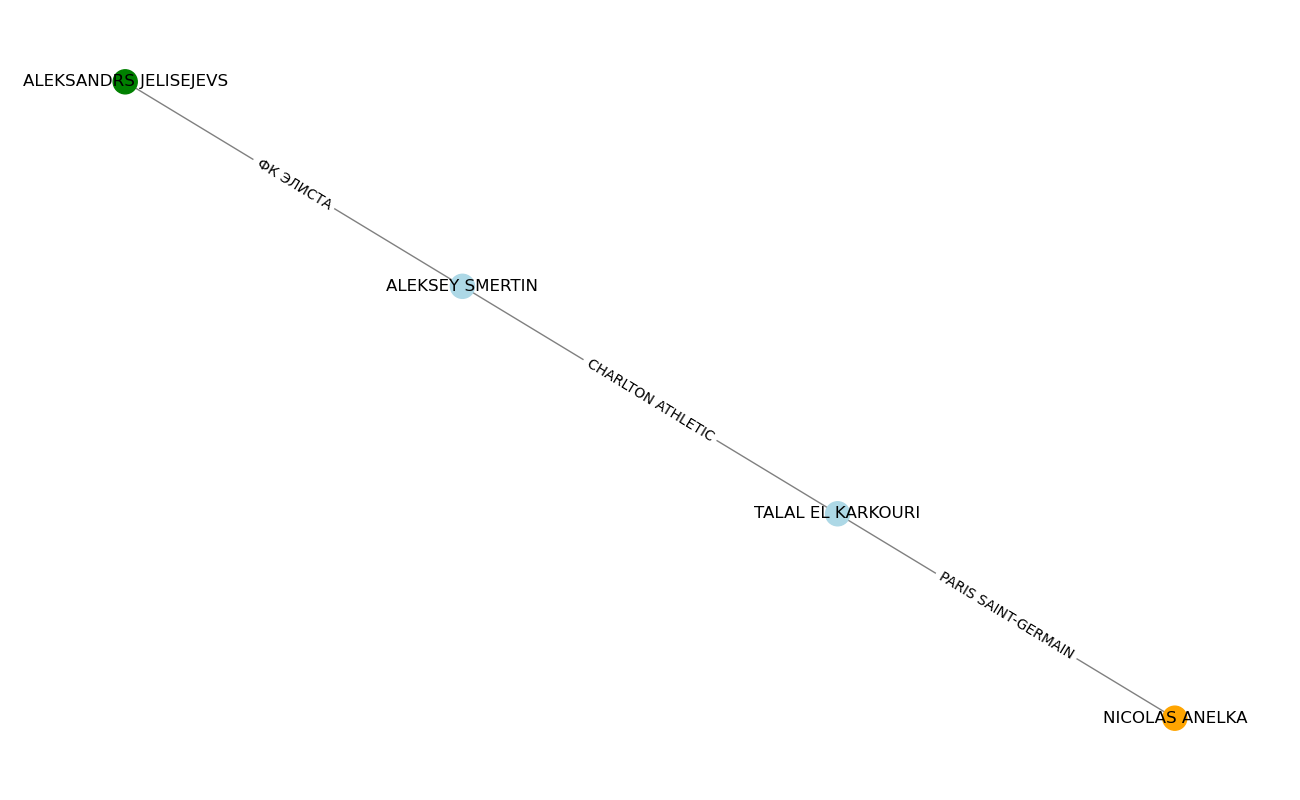 ALEKSANDRS JELISEJEVS
ФК ЭЛИСТА
ALEKSEY SMERTIN
CHARLTON ATHLETIC
TALAL EL KARKOURI
PARIS SAINT-GERMAIN
NICOLAS ANELKA